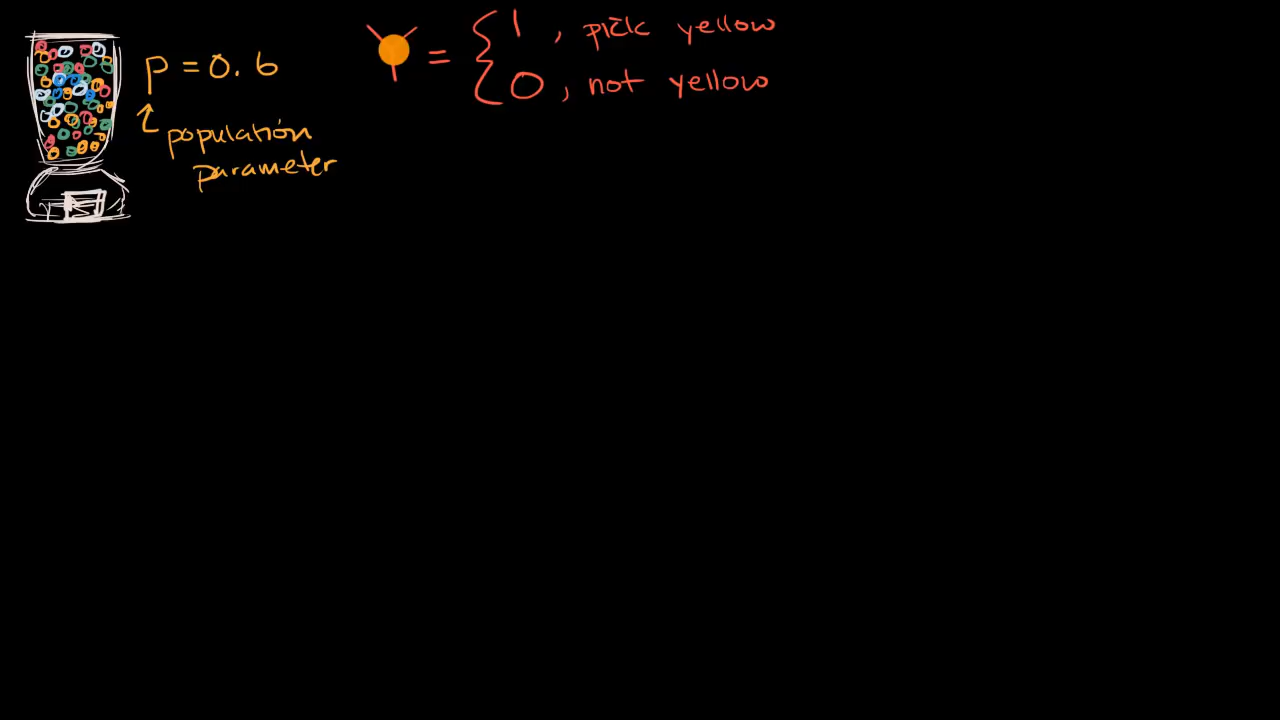 p = 0.6
population
parameter
Y = { 1, pick yellow
0, not yellow